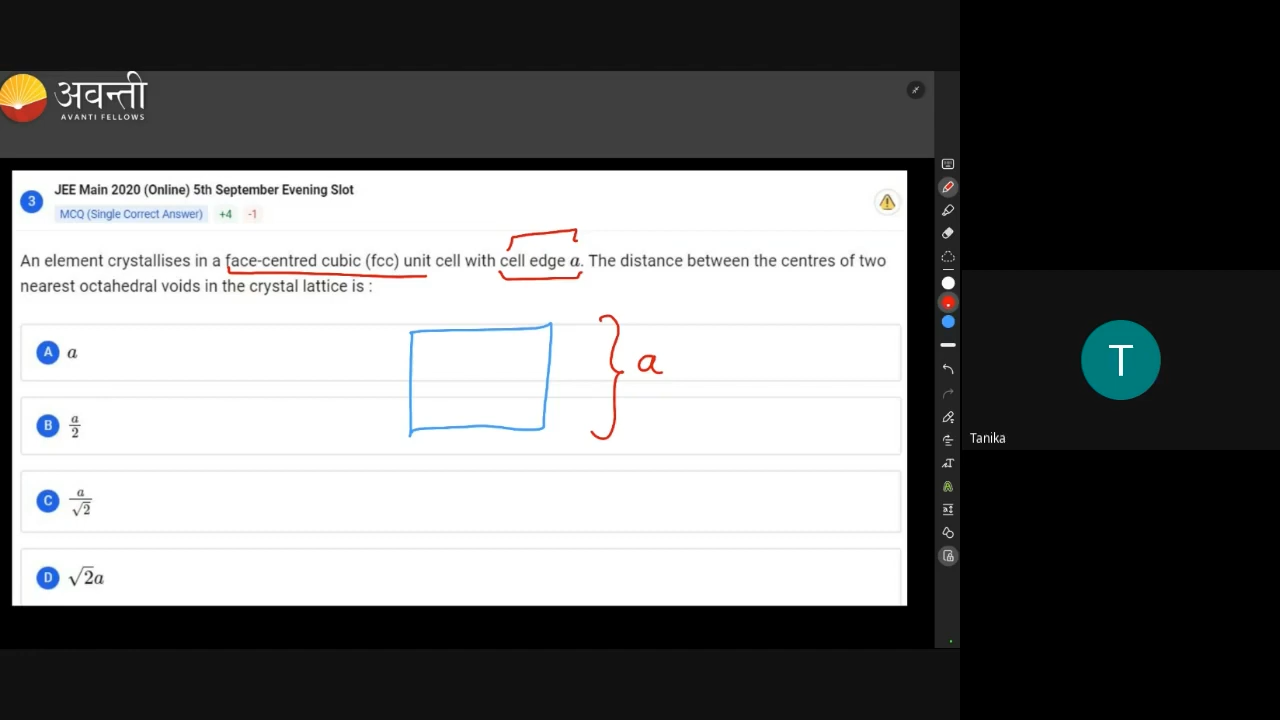 अवन्ती
AVANTI FELLOWS
3
JEE Main 2020 (Online) 5th September Evening Slot
MCQ (Single Correct Answer) +4 -1
An element crystallises in a face-centred cubic (fcc) unit cell with cell edge a. The distance between the centres of two
nearest octahedral voids in the crystal lattice is :
A a
B a/2
C a/√2
D √2a
a
T
Tanika